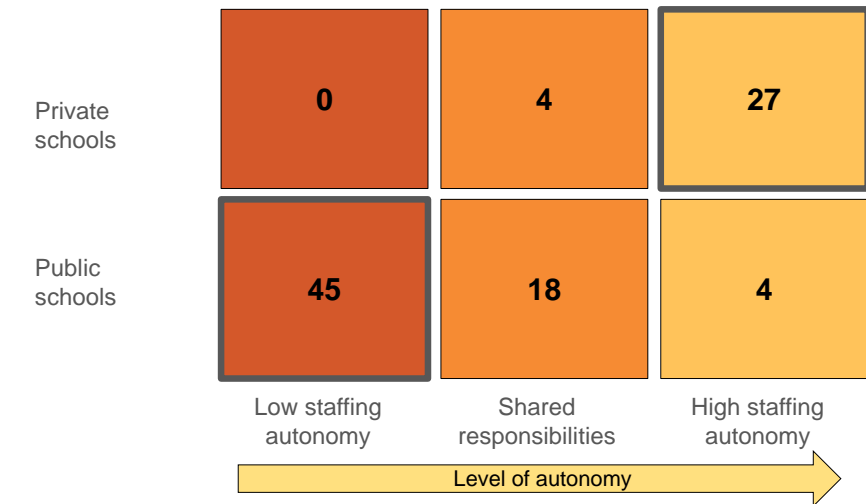 Private
schools
0
4
27
Public
schools
45
18
4
Low staffing
autonomy
Shared
responsibilities
High staffing
autonomy
Level of autonomy